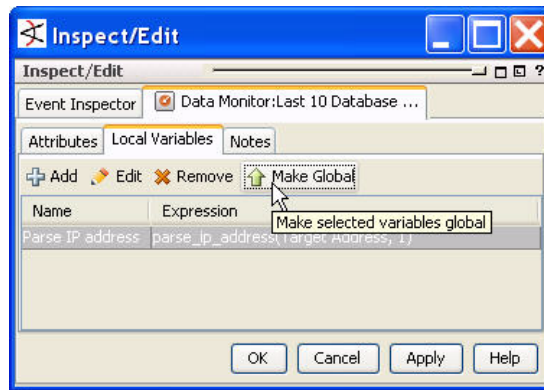 Inspect/Edit
Inspect/Edit
Event Inspector Data Monitor:Last 10 Database ...
Attributes Local Variables Notes
Add Edit Remove Make Global
Name Expression
Make selected variables global
Parse IP address parse_ip_address(Target Address, 1)
OK Cancel Apply Help